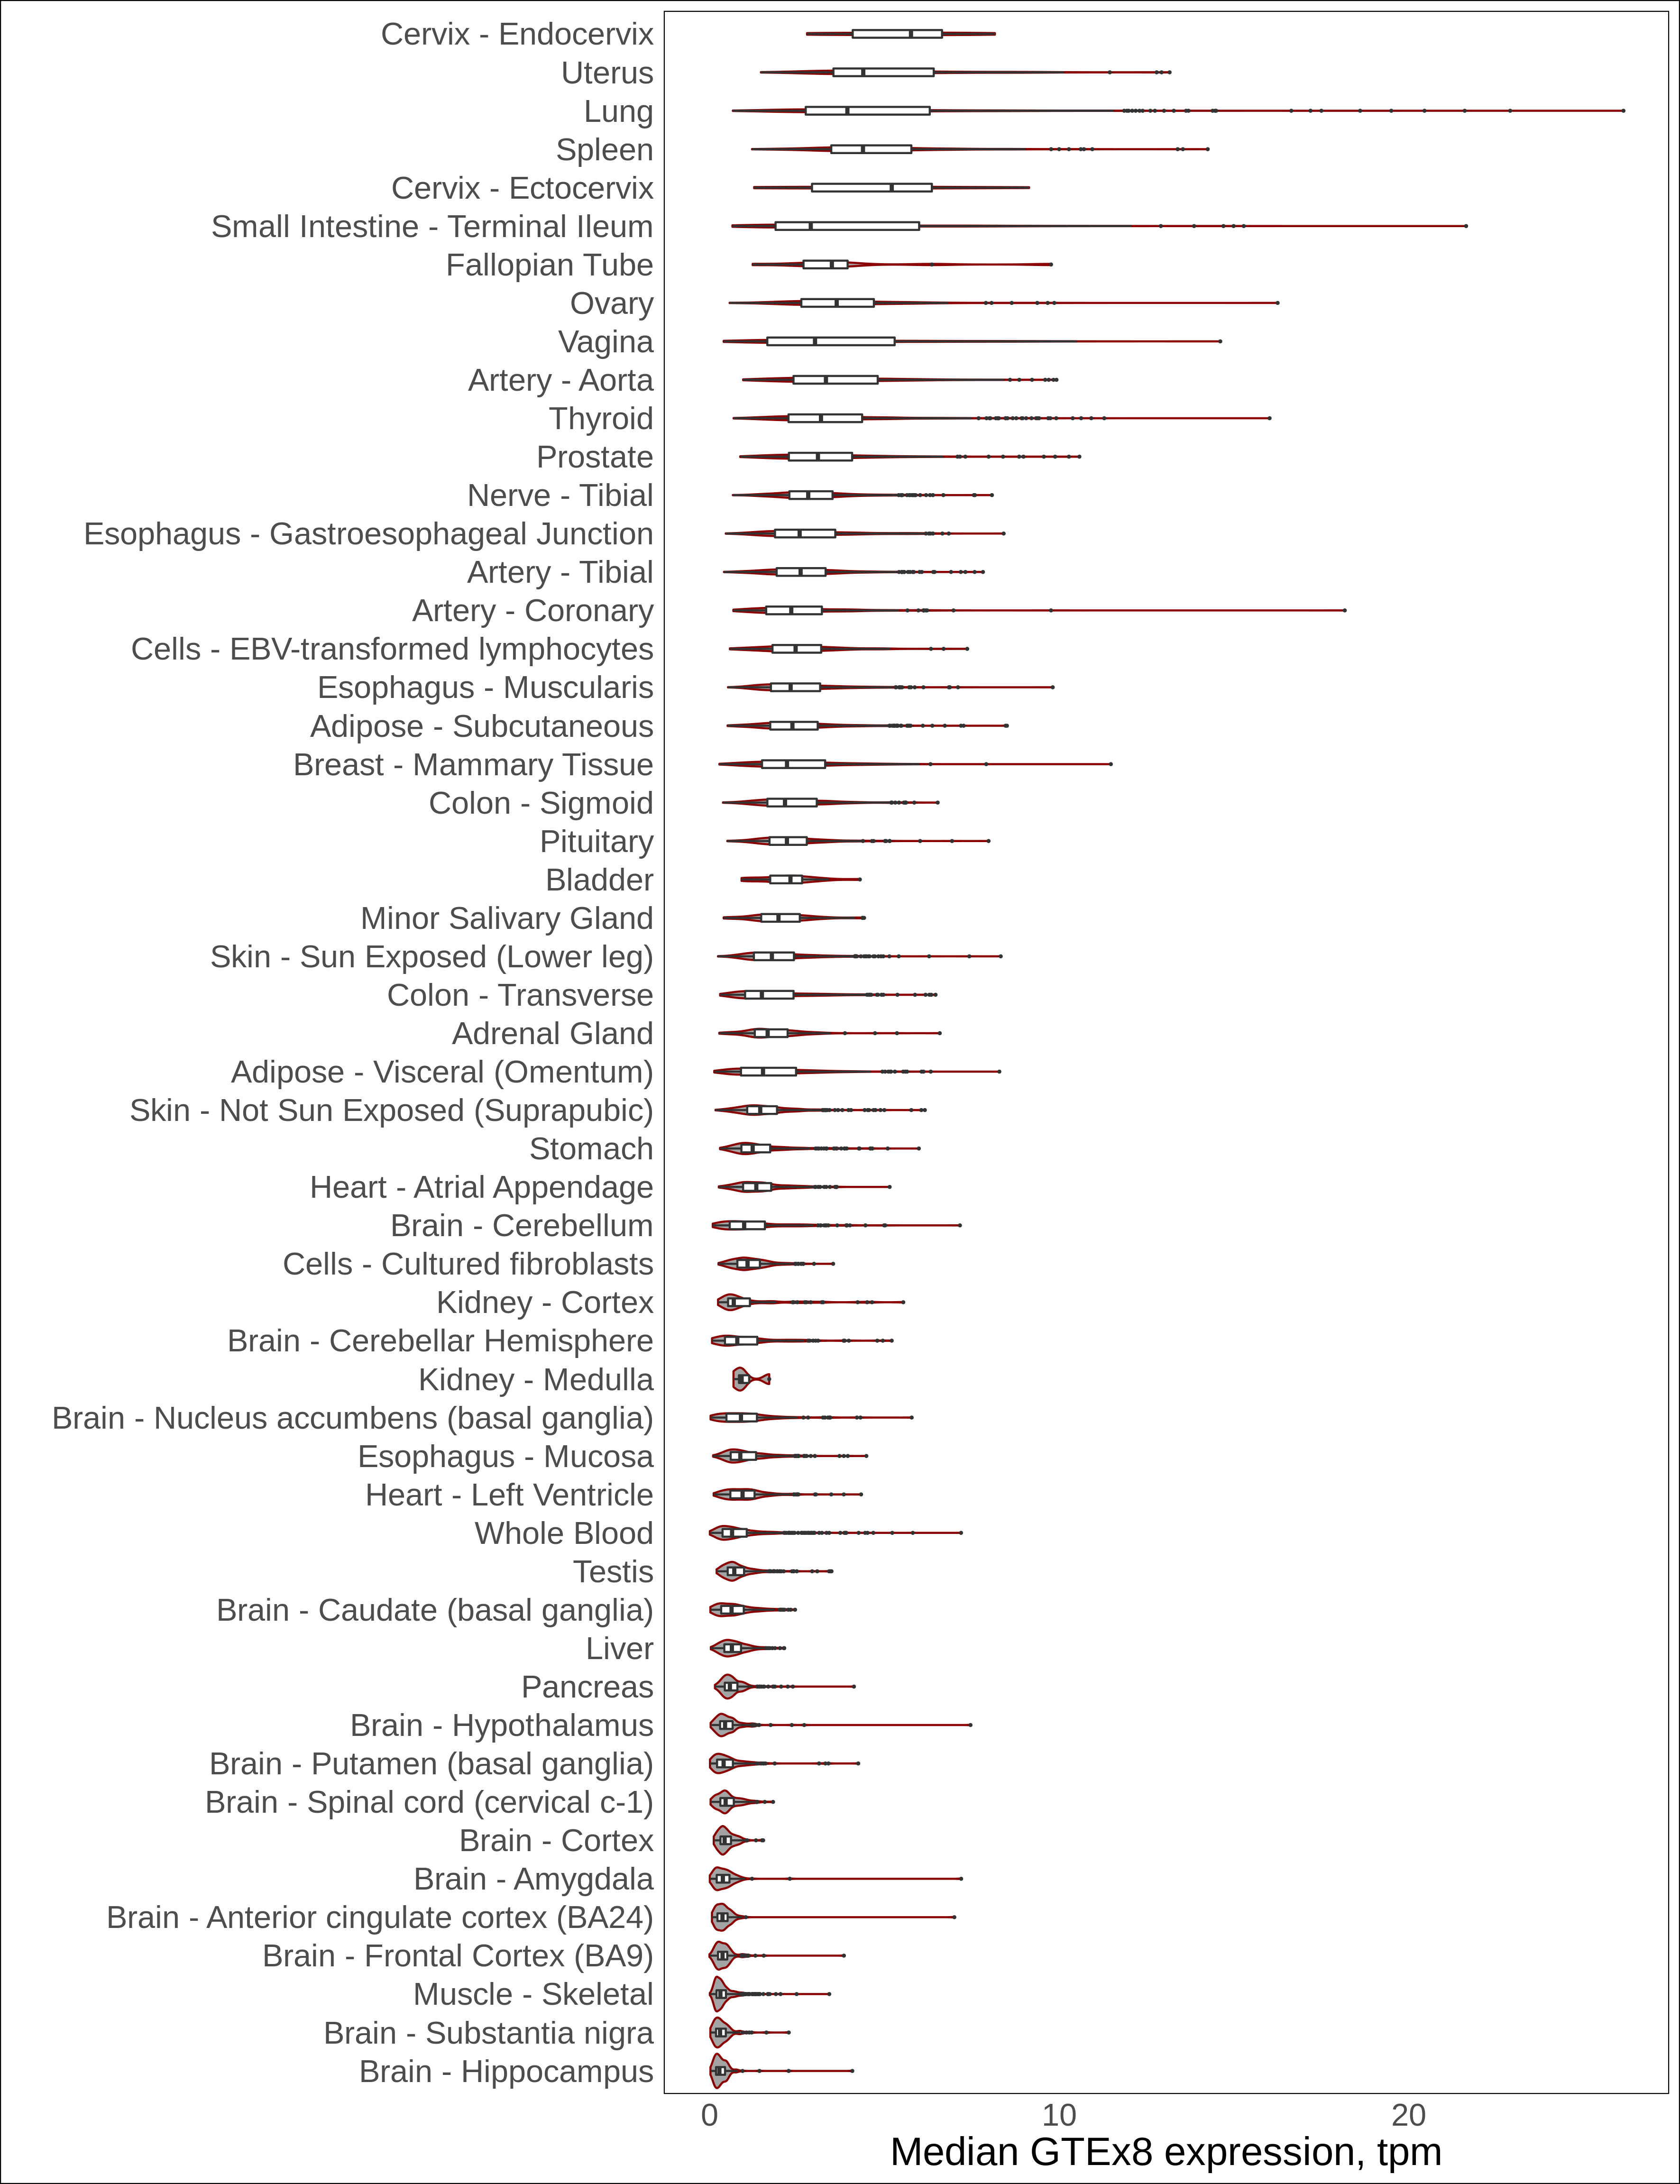 Cervix - Endocervix
Uterus
Lung
Spleen
Cervix - Ectocervix
Small Intestine - Terminal Ileum
Fallopian Tube
Ovary
Vagina
Artery - Aorta
Thyroid
Prostate
Nerve - Tibial
Esophagus - Gastroesophageal Junction
Artery - Tibial
Artery - Coronary
Cells - EBV-transformed lymphocytes
Esophagus - Muscularis
Adipose - Subcutaneous
Breast - Mammary Tissue
Colon - Sigmoid
Pituitary
Bladder
Minor Salivary Gland
Skin - Sun Exposed (Lower leg)
Colon - Transverse
Adrenal Gland
Adipose - Visceral (Omentum)
Skin - Not Sun Exposed (Suprapubic)
Stomach
Heart - Atrial Appendage
Brain - Cerebellum
Cells - Cultured fibroblasts
Kidney - Cortex
Brain - Cerebellar Hemisphere
Kidney - Medulla
Brain - Nucleus accumbens (basal ganglia)
Esophagus - Mucosa
Heart - Left Ventricle
Whole Blood
Testis
Brain - Caudate (basal ganglia)
Liver
Pancreas
Brain - Hypothalamus
Brain - Putamen (basal ganglia)
Brain - Spinal cord (cervical c-1)
Brain - Cortex
Brain - Amygdala
Brain - Anterior cingulate cortex (BA24)
Brain - Frontal Cortex (BA9)
Muscle - Skeletal
Brain - Substantia nigra
Brain - Hippocampus
0 10 20
Median GTEx8 expression, tpm